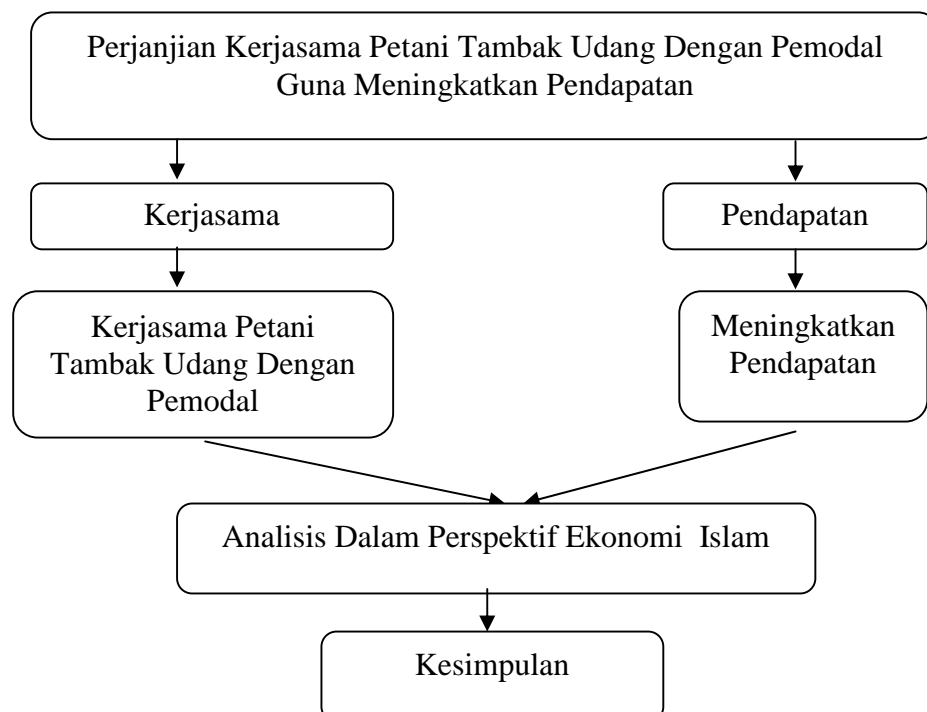 Perjanjian Kerjasama Petani Tambak Udang Dengan Pemodal
Guna Meningkatkan Pendapatan
Kerjasama
Pendapatan
Kerjasama Petani
Tambak Udang Dengan
Pemodal
Meningkatkan
Pendapatan
Analisis Dalam Perspektif Ekonomi  Islam
Kesimpulan